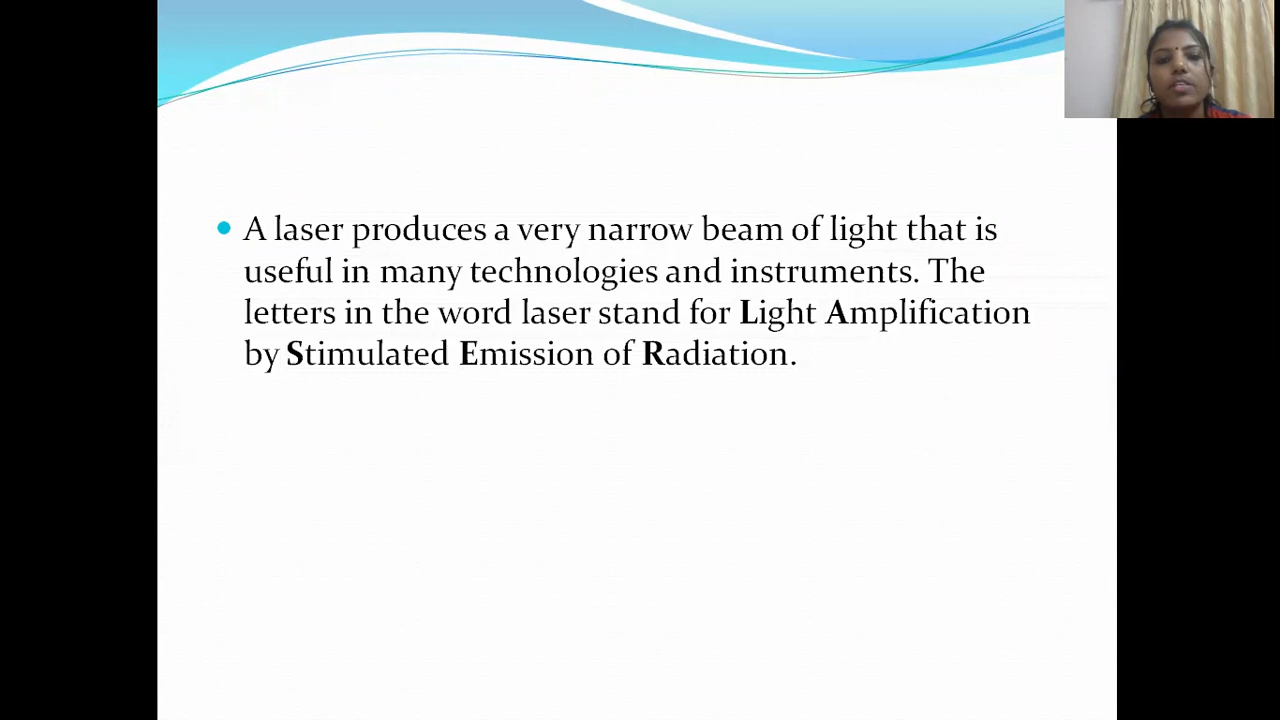 A laser produces a very narrow beam of light that is
useful in many technologies and instruments. The
letters in the word laser stand for Light Amplification
by Stimulated Emission of Radiation.